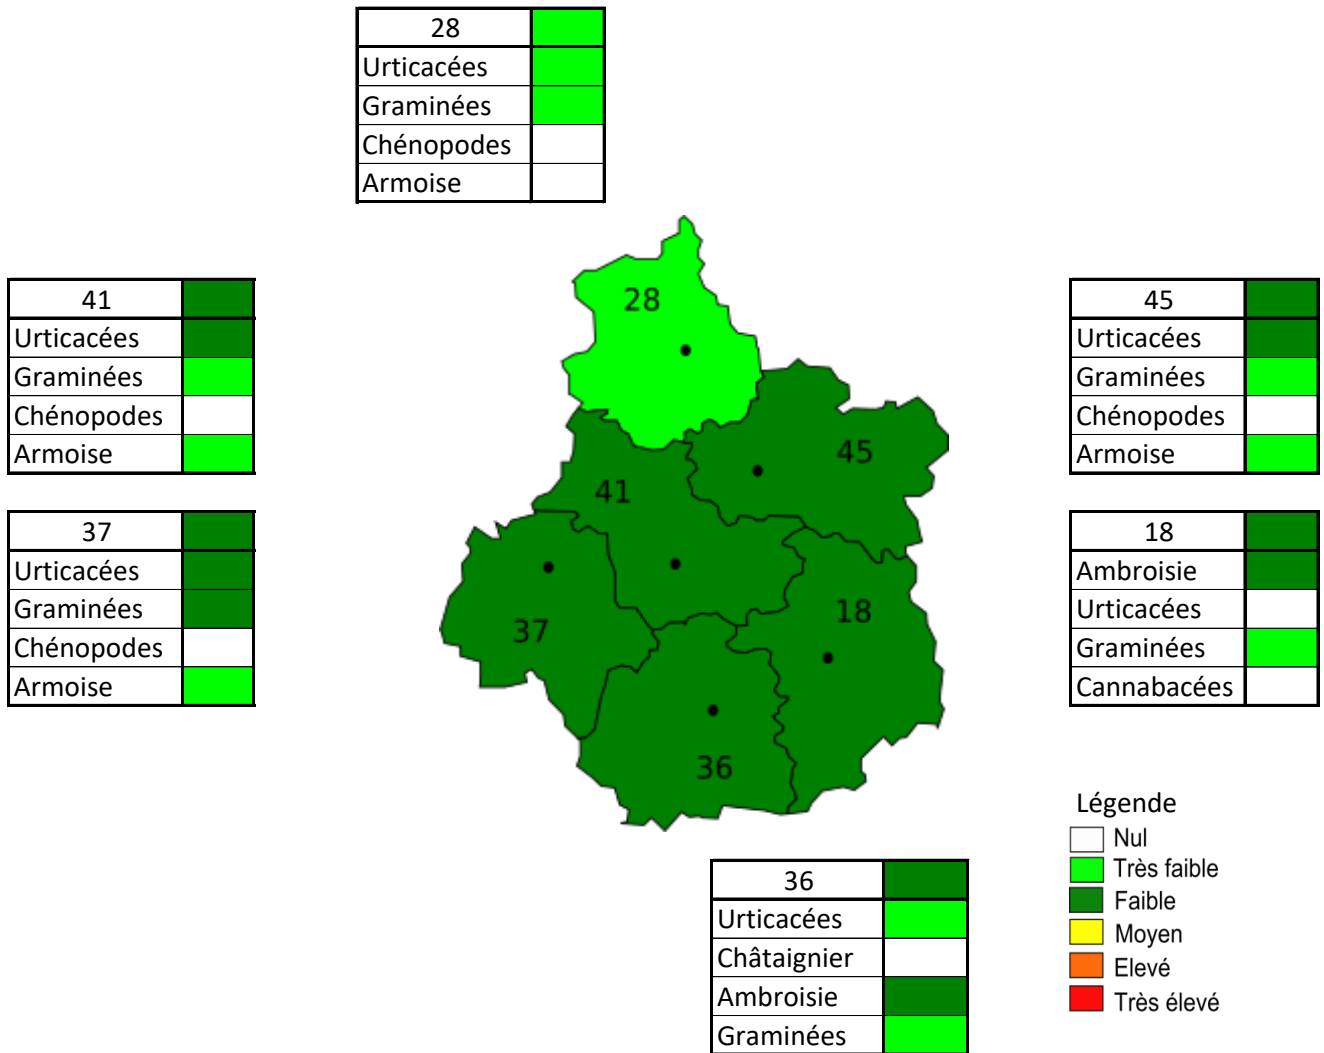 28
Urticacées
Graminées
Chénopodes
Armoise
41
Urticacées
Graminées
Chénopodes
Armoise
37
Urticacées
Graminées
Chénopodes
Armoise
28
45
41
37
18
36
45
Urticacées
Graminées
Chénopodes
Armoise
18
Ambroisie
Urticacées
Graminées
Cannabacées
36
Urticacées
Châtaignier
Ambroisie
Graminées
Légende
Nul
Très faible
Faible
Moyen
Elevé
Très élevé